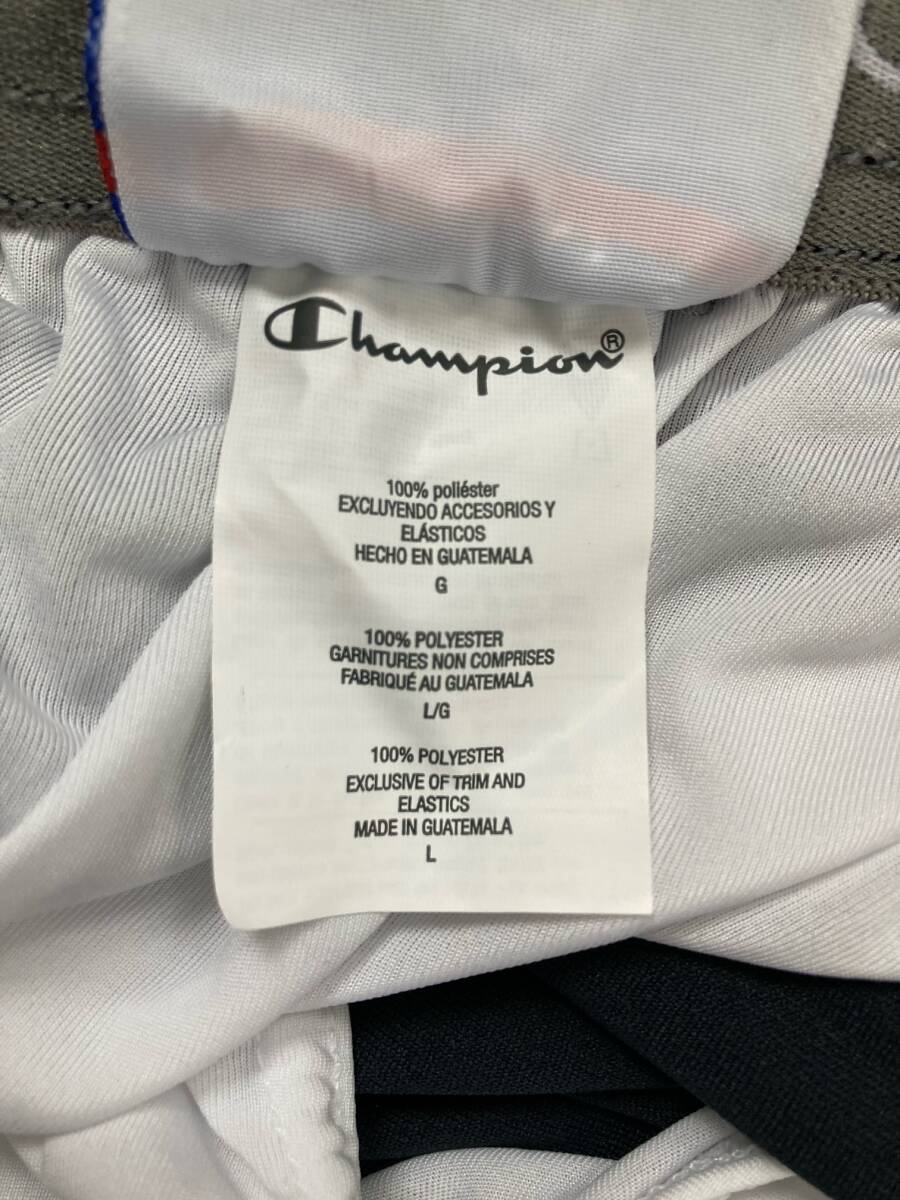 Champion®
100% poliéster
EXCLUYENDO ACCESORIOS Y
ELÁSTICOS
HECHO EN GUATEMALA
G
100% POLYESTER
GARNITURES NON COMPRISES
FABRIQUÉ AU GUATEMALA
L/G
100% POLYESTER
EXCLUSIVE OF TRIM AND
ELASTICS
MADE IN GUATEMALA
L